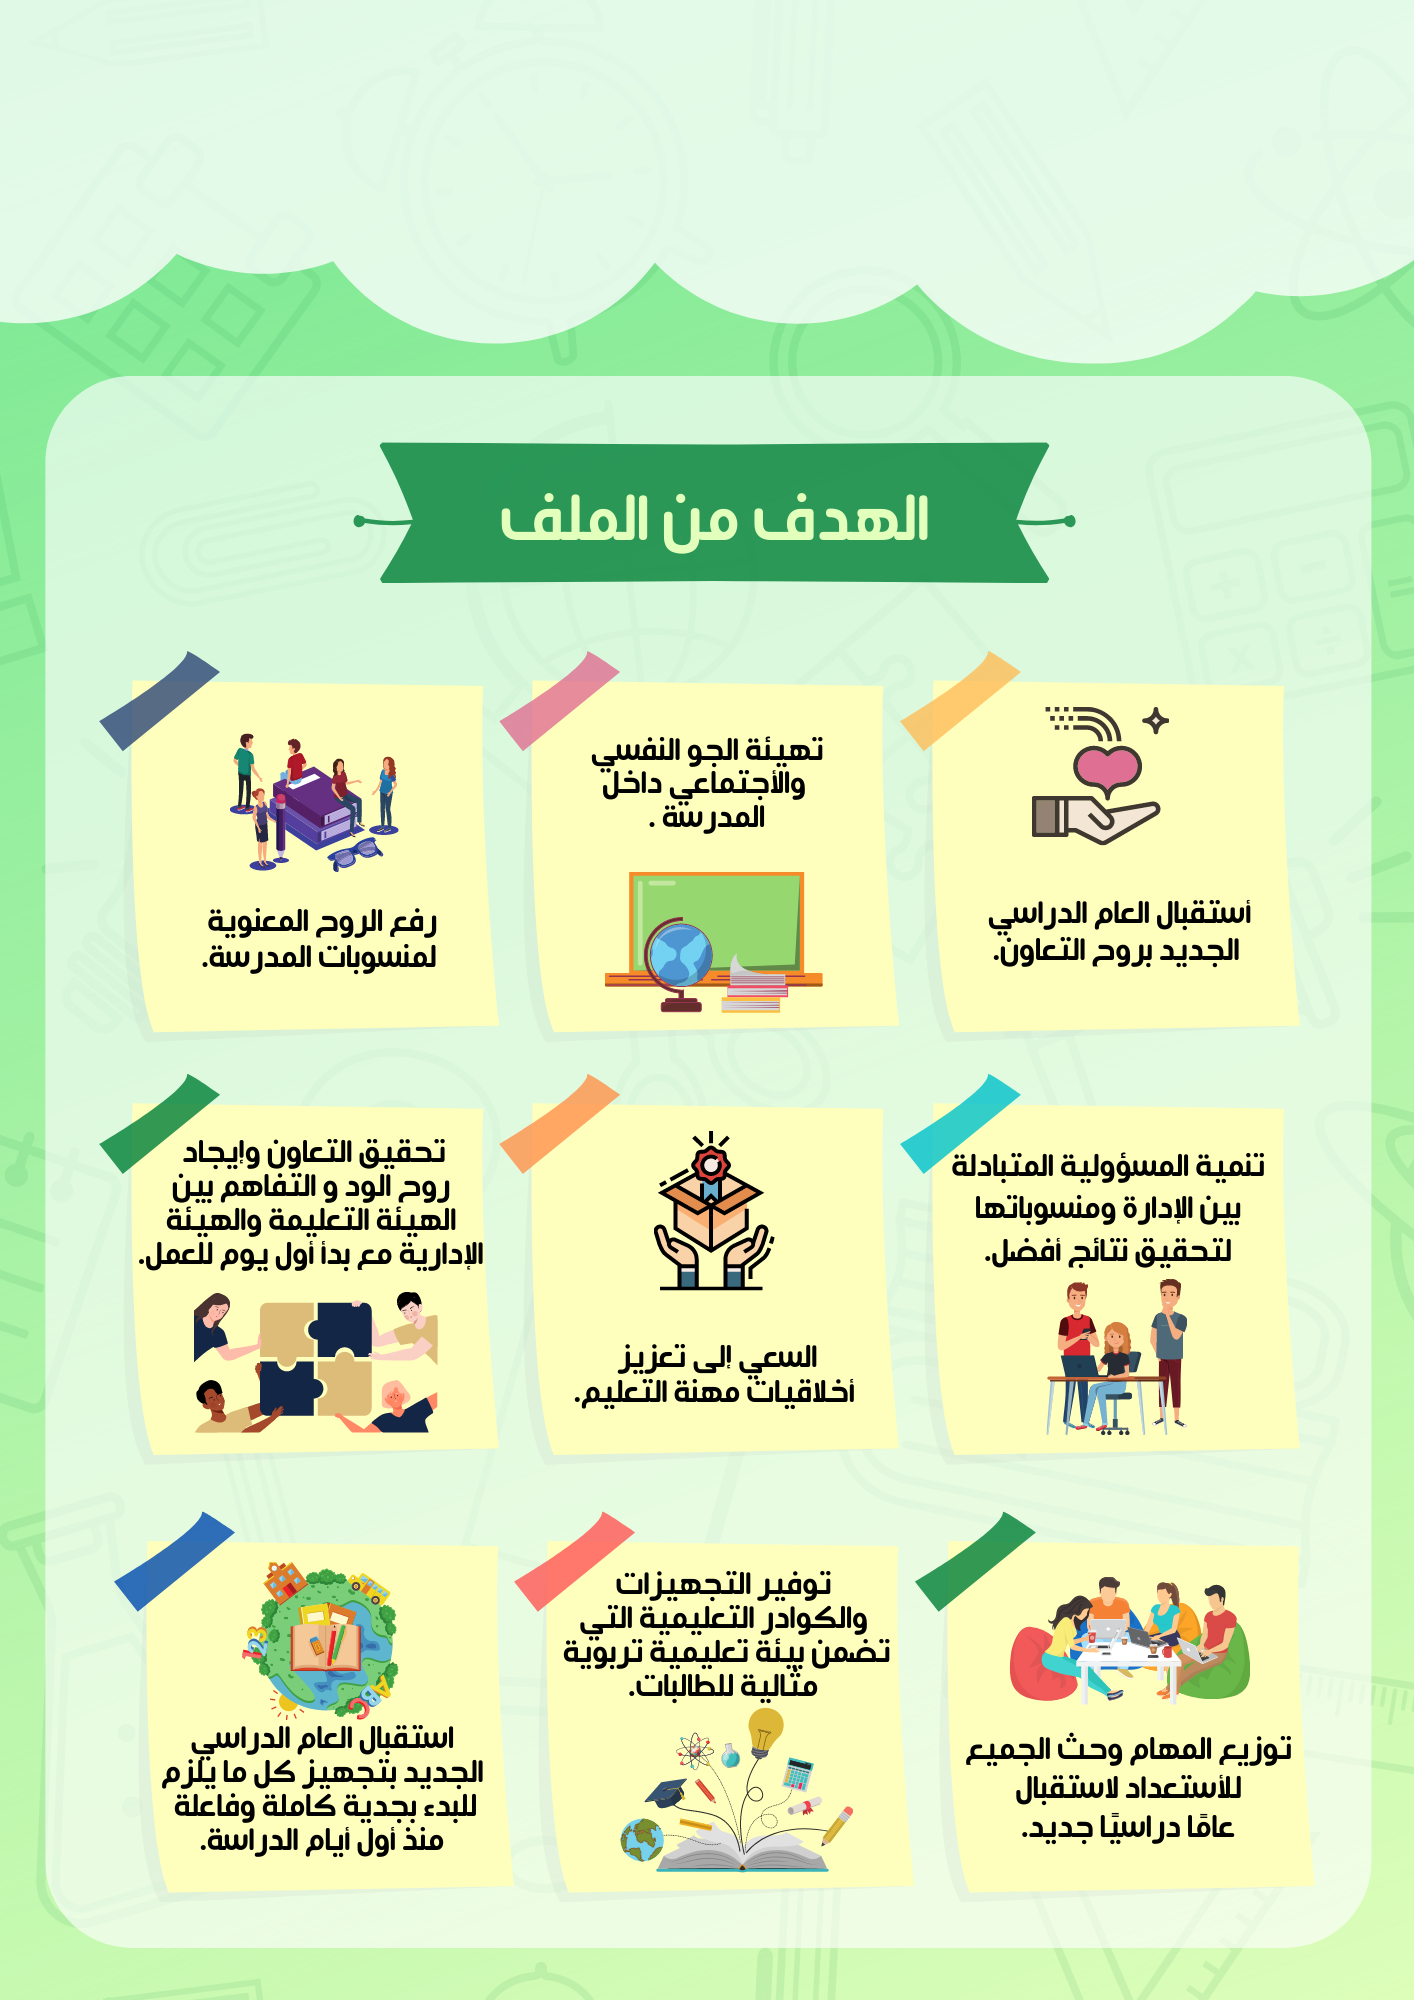 الهدف من الملف
أستقبال العام الدراسي
الجديد بروح التعاون.
تهيئة الجو النفسي
والأجتماعي داخل
المدرسة .
رفع الروح المعنوية
لمنسوبات المدرسة.
تنمية المسؤولية المتبادلة
بين الإدارة ومنسوباتها
لتحقيق نتائج أفضل.
السعي إلى تعزيز
أخلاقيات مهنة التعليم.
تحقيق التعاون وإيجاد
روح الود و التفاهم بين
الهيئة التعليمة والهيئة
الإدارية مع بدأ أول يوم للعمل.
توزيع المهام وحث الجميع
للأستعداد لاستقبال
عامًا دراسيًا جديد.
توفير التجهيزات
والكوادر التعليمية التي
تضمن بيئة تعليمية تربوية
مثالية للطالبات.
123
ABC
استقبال العام الدراسي
الجديد بتجهيز كل ما يلزم
للبدء بجدية كاملة وفاعلة
منذ أول أيام الدراسة.